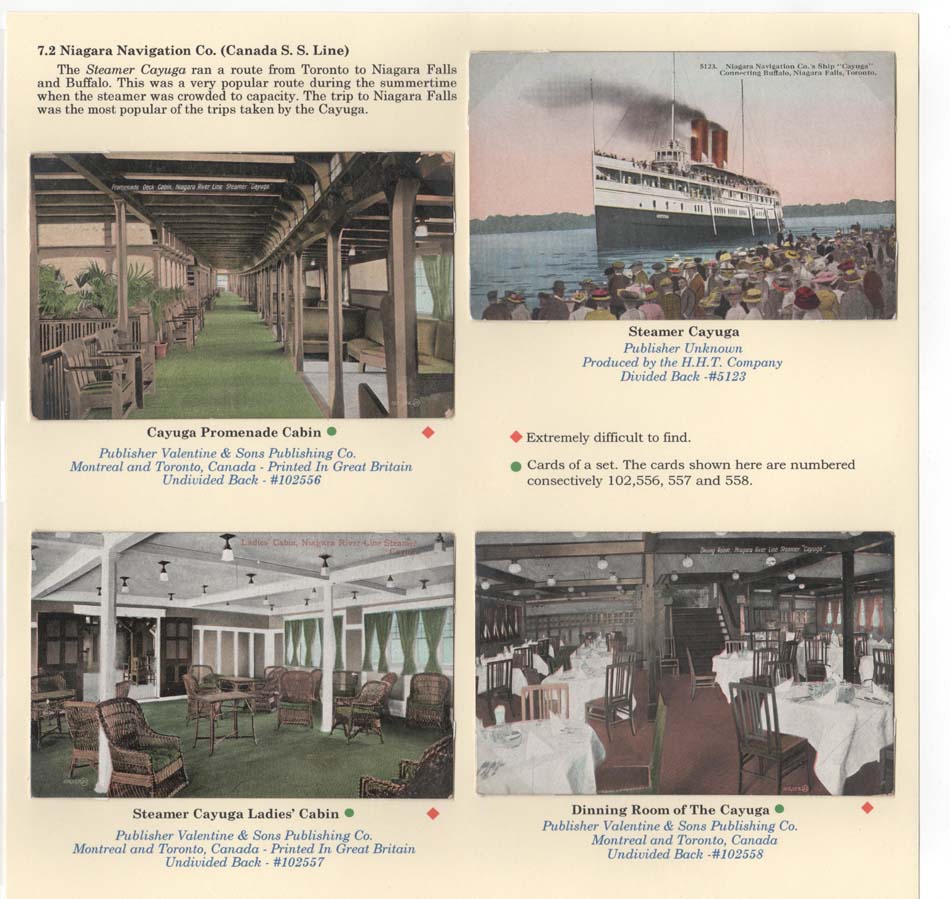 7.2 Niagara Navigation Co. (Canada S. S. Line)
The Steamer Cayuga ran a route from Toronto to Niagara Falls
and Buffalo. This was a very popular route during the summertime
when the steamer was crowded to capacity. The trip to Niagara Falls
was the most popular of the trips taken by the Cayuga.
5123. Niagara Navigation Co.'s Ship "Cayuga"
Connecting Buffalo, Niagara Falls, Toronto.
Steamer Cayuga
Publisher Unknown
Produced by the H.H.T. Company
Divided Back -#5123
Promenade Deck Cabin, Niagara River Line Steamer "Cayuga"
Cayuga Promenade Cabin
Publisher Valentine & Sons Publishing Co.
Montreal and Toronto, Canada - Printed In Great Britain
Undivided Back - #102556
Extremely difficult to find.
Cards of a set. The cards shown here are numbered
consectively 102,556, 557 and 558.
Ladies' Cabin, Niagara River Line Steamer
Cayuga
Steamer Cayuga Ladies' Cabin
Publisher Valentine & Sons Publishing Co.
Montreal and Toronto, Canada - Printed In Great Britain
Undivided Back - #102557
Dining Room, Niagara River Line Steamer "Cayuga"
Dinning Room of The Cayuga
Publisher Valentine & Sons Publishing Co.
Montreal and Toronto, Canada
Undivided Back -#102558